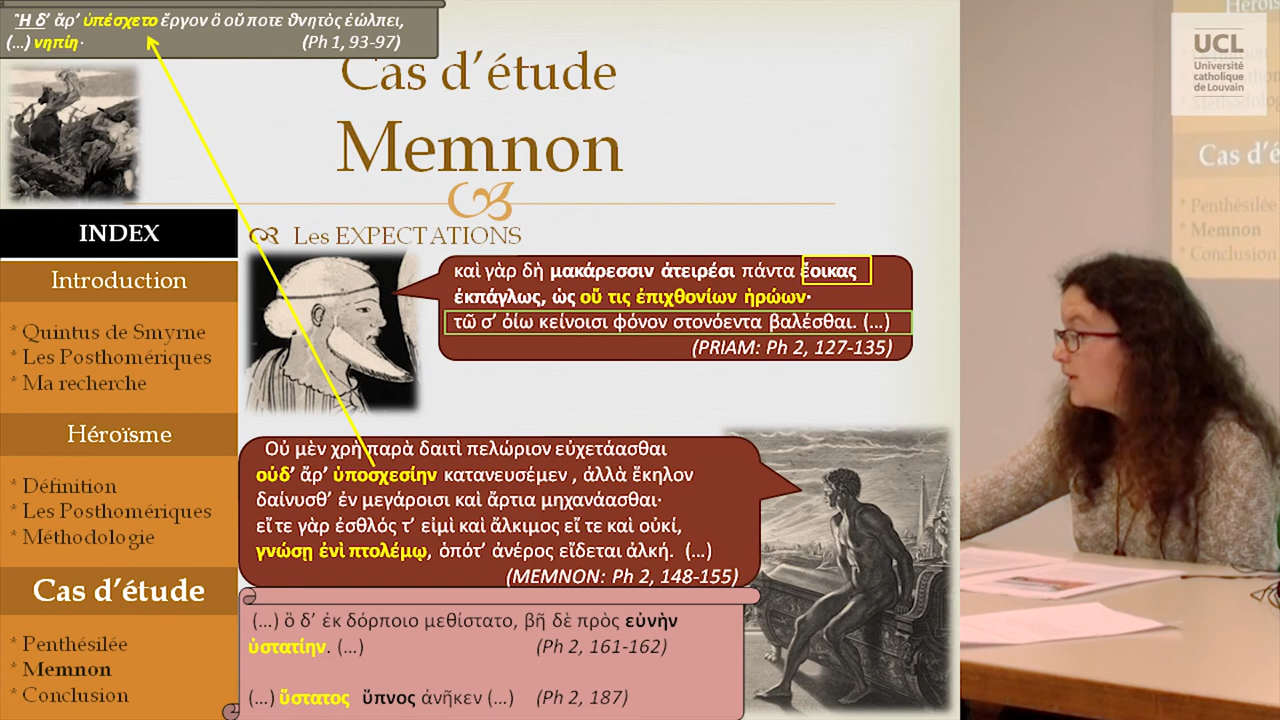 Ἣ δ’ ἄρ’ ὑπέσχετο ἔργον ὃ οὔ ποτε θνητὸς ἐώλπει,
(…) νηπίη· (Ph 1, 93-97)
Cas d’étude
Memnon
INDEX
Introduction
* Quintus de Smyrne
* Les Posthomériques
* Ma recherche
Héroïsme
* Définition
* Les Posthomériques
* Méthodologie
Cas d’étude
* Penthésilée
* Memnon
* Conclusion
Les EXPECTATIONS
καὶ γὰρ δὴ μακάρεσσιν ἀτειρέσι πάντα ἔοικας
ἐκπάγλως, ὡς οὔ τις ἐπιχθονίων ἡρώων·
τῶ σ’ ὀίω κείνοισι φόνον στονόεντα βαλέσθαι. (…)
(PRIAM: Ph 2, 127-135)
Οὐ μὲν χρὴ παρὰ δαιτὶ πελώριον εὐχετάασθαι
οὐδ’ ἄρ’ ὑποσχεσίην κατανευσέμεν , ἀλλὰ ἕκηλον
δαίνυσθ’ ἐν μεγάροισι καὶ ἄρτια μηχανάασθαι·
εἴ τε γὰρ ἐσθλός τ’ εἰμὶ καὶ ἄλκιμος εἴ τε καὶ οὐκί,
γνώσῃ ἐνὶ πτολέμῳ, ὁπότ’ ἀνέρος εἴδεται ἀλκή. (…)
(MEMNON: Ph 2, 148-155)
(…) ὃ δ’ ἐκ δόρποιο μεθίστατο, βῆ δὲ πρὸς εὐνὴν
ὑστατίην. (…) (Ph 2, 161-162)
(…) ὕστατος ὕπνος ἀνῆκεν (…) (Ph 2, 187)
UCL
Université
catholique
de Louvain
Cas d'é
* Penthésilée
* Memnon
* Conclusion